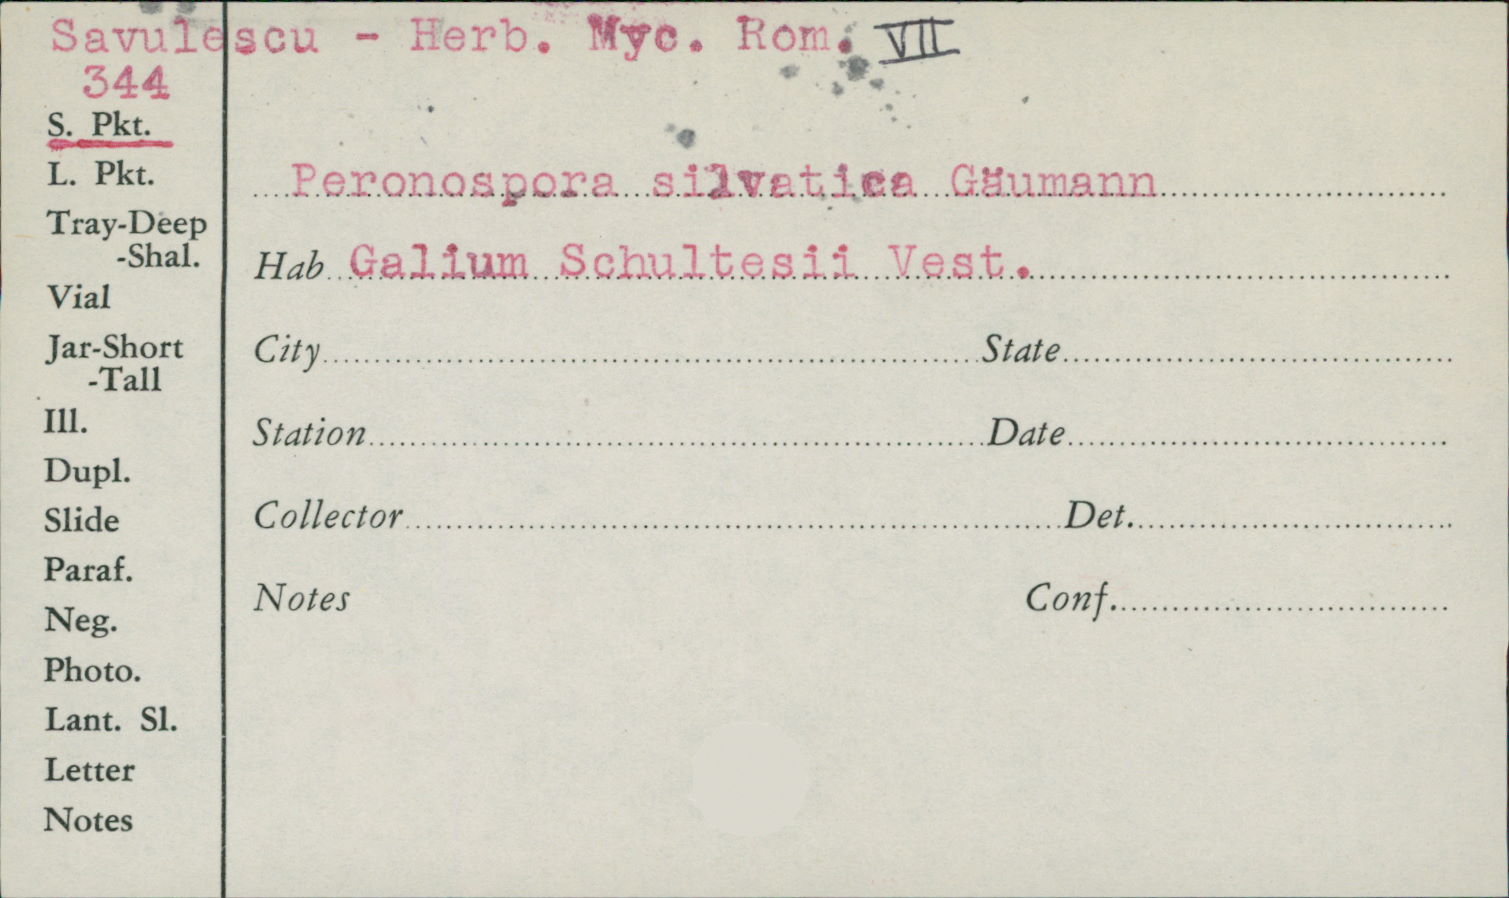 Savulescu - Herb. Myc. Rom. VII
344
S. Pkt.
L. Pkt.
Peronospora silvatica Gäumann
Tray-Deep
-Shal.
Hab Galium Schultesii Vest.
Vial
Jar-Short
-Tall
City State
Ill.
Station Date
Dupl.
Slide
Collector Det.
Paraf.
Notes Conf.
Neg.
Photo.
Lant. Sl.
Letter
Notes